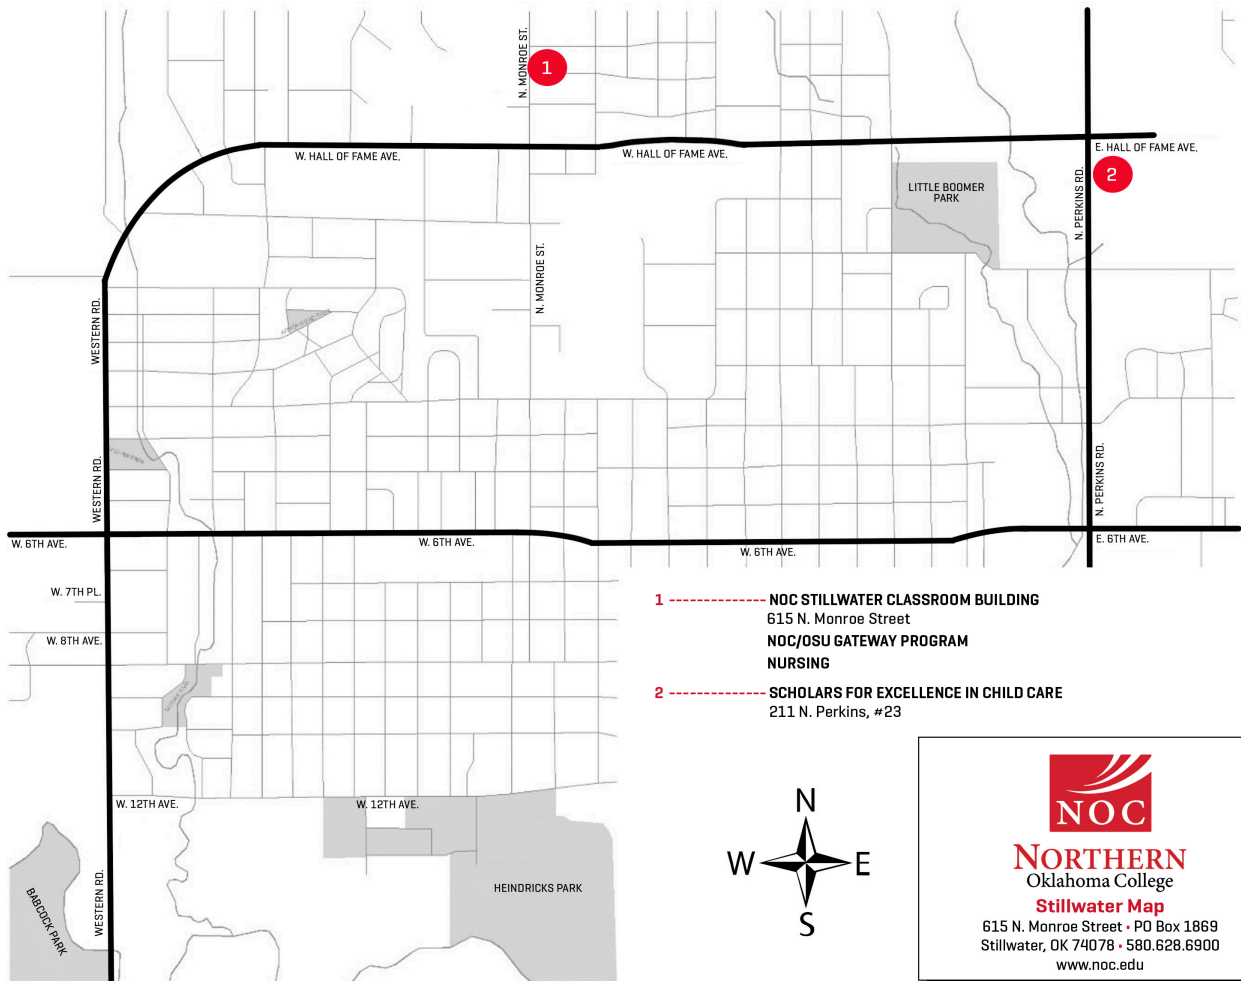 N. MONROE ST.
1
W. HALL OF FAME AVE.
W. HALL OF FAME AVE.
E. HALL OF FAME AVE.
2
N. PERKINS RD.
LITTLE BOOMER
PARK
N. MONROE ST.
WESTERN RD.
WESTERN RD.
N. PERKINS RD.
W. 6TH AVE.
W. 6TH AVE.
W. 6TH AVE.
E. 6TH AVE.
W. 7TH PL.
W. 8TH AVE.
W. 12TH AVE.
W. 12TH AVE.
WESTERN RD.
BABCOCK PARK
HEINDRICKS PARK
1 -------------- NOC STILLWATER CLASSROOM BUILDING
615 N. Monroe Street
NOC/OSU GATEWAY PROGRAM
NURSING
2 -------------- SCHOLARS FOR EXCELLENCE IN CHILD CARE
211 N. Perkins, #23
N
W E
S
NOC
NORTHERN
Oklahoma College
Stillwater Map
615 N. Monroe Street • PO Box 1869
Stillwater, OK 74078 • 580.628.6900
www.noc.edu